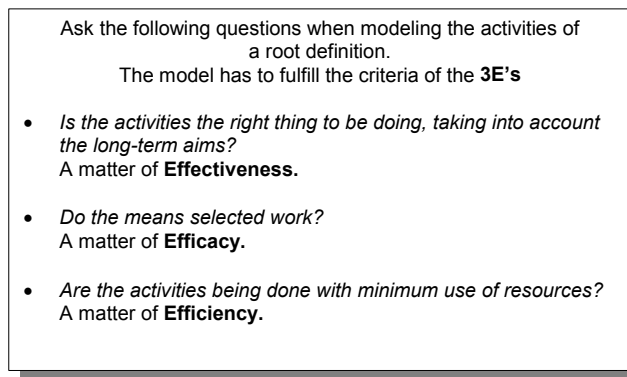 Ask the following questions when modeling the activities of
a root definition.
The model has to fulfill the criteria of the 3E's
• Is the activities the right thing to be doing, taking into account
the long-term aims?
A matter of Effectiveness.
• Do the means selected work?
A matter of Efficacy.
• Are the activities being done with minimum use of resources?
A matter of Efficiency.